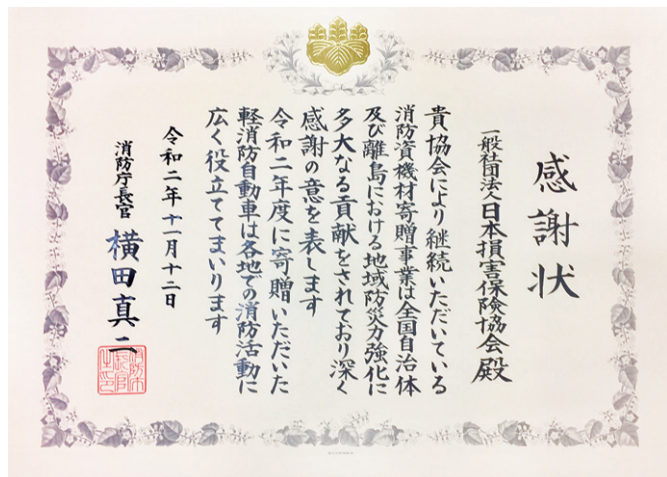 感謝状
一般社団法人日本損害保険協会殿
貴協会により継続いただいている
消防資機材寄贈事業は全国自治体
及び離島における地域防災力強化に
多大なる貢献をされており深く
感謝の意を表します
令和二年度に寄贈いただいた
軽消防自動車は各地での消防活動に
広く役立ててまいります
令和二年十一月十二日
消防庁長官 横田真二